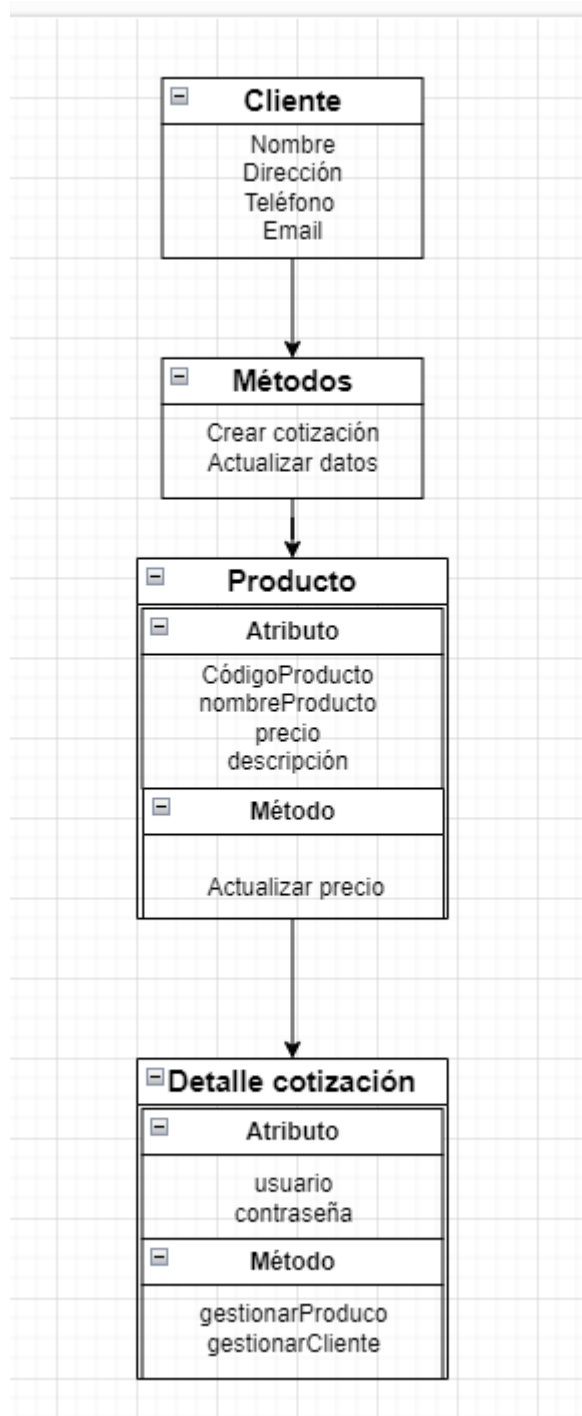 Cliente
Nombre
Dirección
Teléfono
Email
Métodos
Crear cotización
Actualizar datos
Producto
Atributo
CódigoProducto
nombreProducto
precio
descripción
Método
Actualizar precio
Detalle cotización
Atributo
usuario
contraseña
Método
gestionarProduco
gestionarCliente